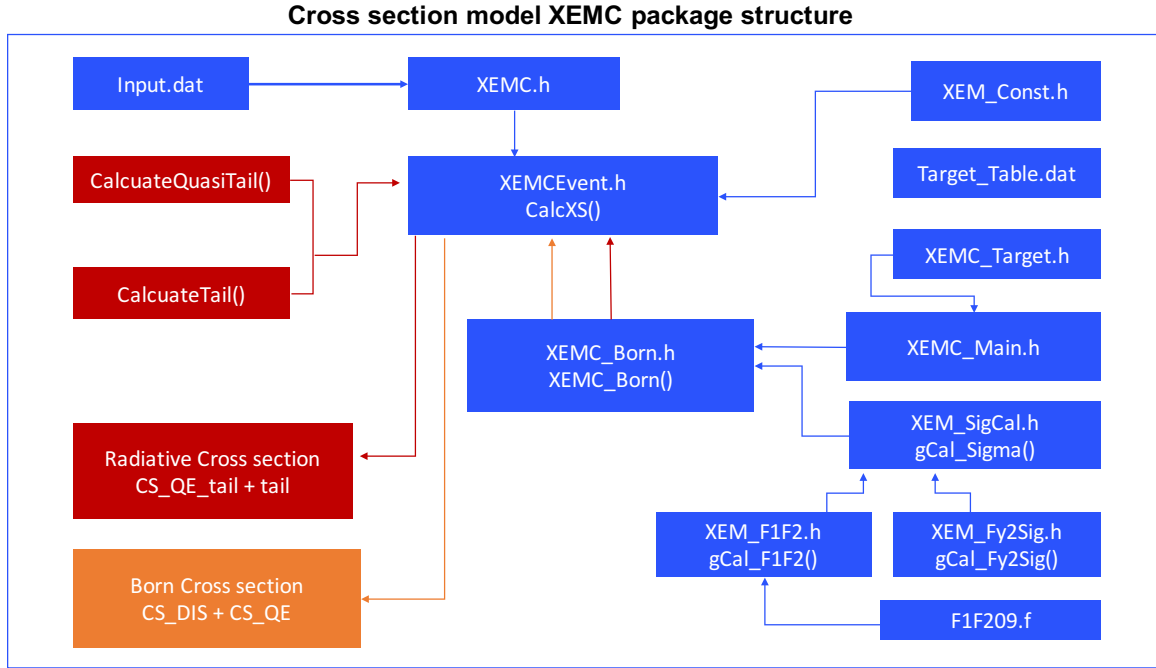 Cross section model XEMC package structure
Input.dat
XEMC.h
XEM_Const.h
CalcuateQuasiTail()
XEMCEvent.h
CalcXS()
Target_Table.dat
XEMC_Target.h
CalcuateTail()
XEMC_Born.h
XEMC_Born()
XEMC_Main.h
XEM_SigCal.h
gCal_Sigma()
Radiative Cross section
CS_QE_tail + tail
XEM_F1F2.h
gCal_F1F2()
XEM_Fy2Sig.h
gCal_Fy2Sig()
Born Cross section
CS_DIS + CS_QE
F1F209.f